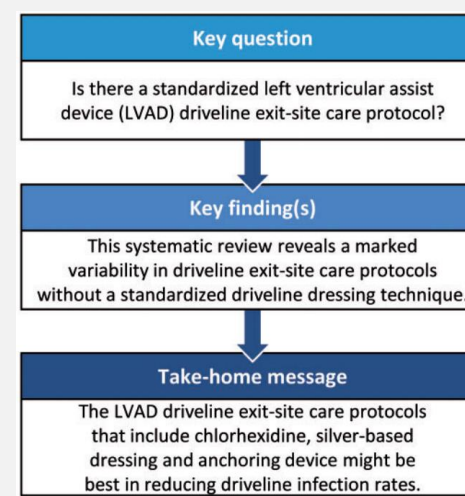 Key question
Is there a standardized left ventricular assist
device (LVAD) driveline exit-site care protocol?
Key finding(s)
This systematic review reveals a marked
variability in driveline exit-site care protocols
without a standardized driveline dressing technique.
Take-home message
The LVAD driveline exit-site care protocols
that include chlorhexidine, silver-based
dressing and anchoring device might be
best in reducing driveline infection rates.